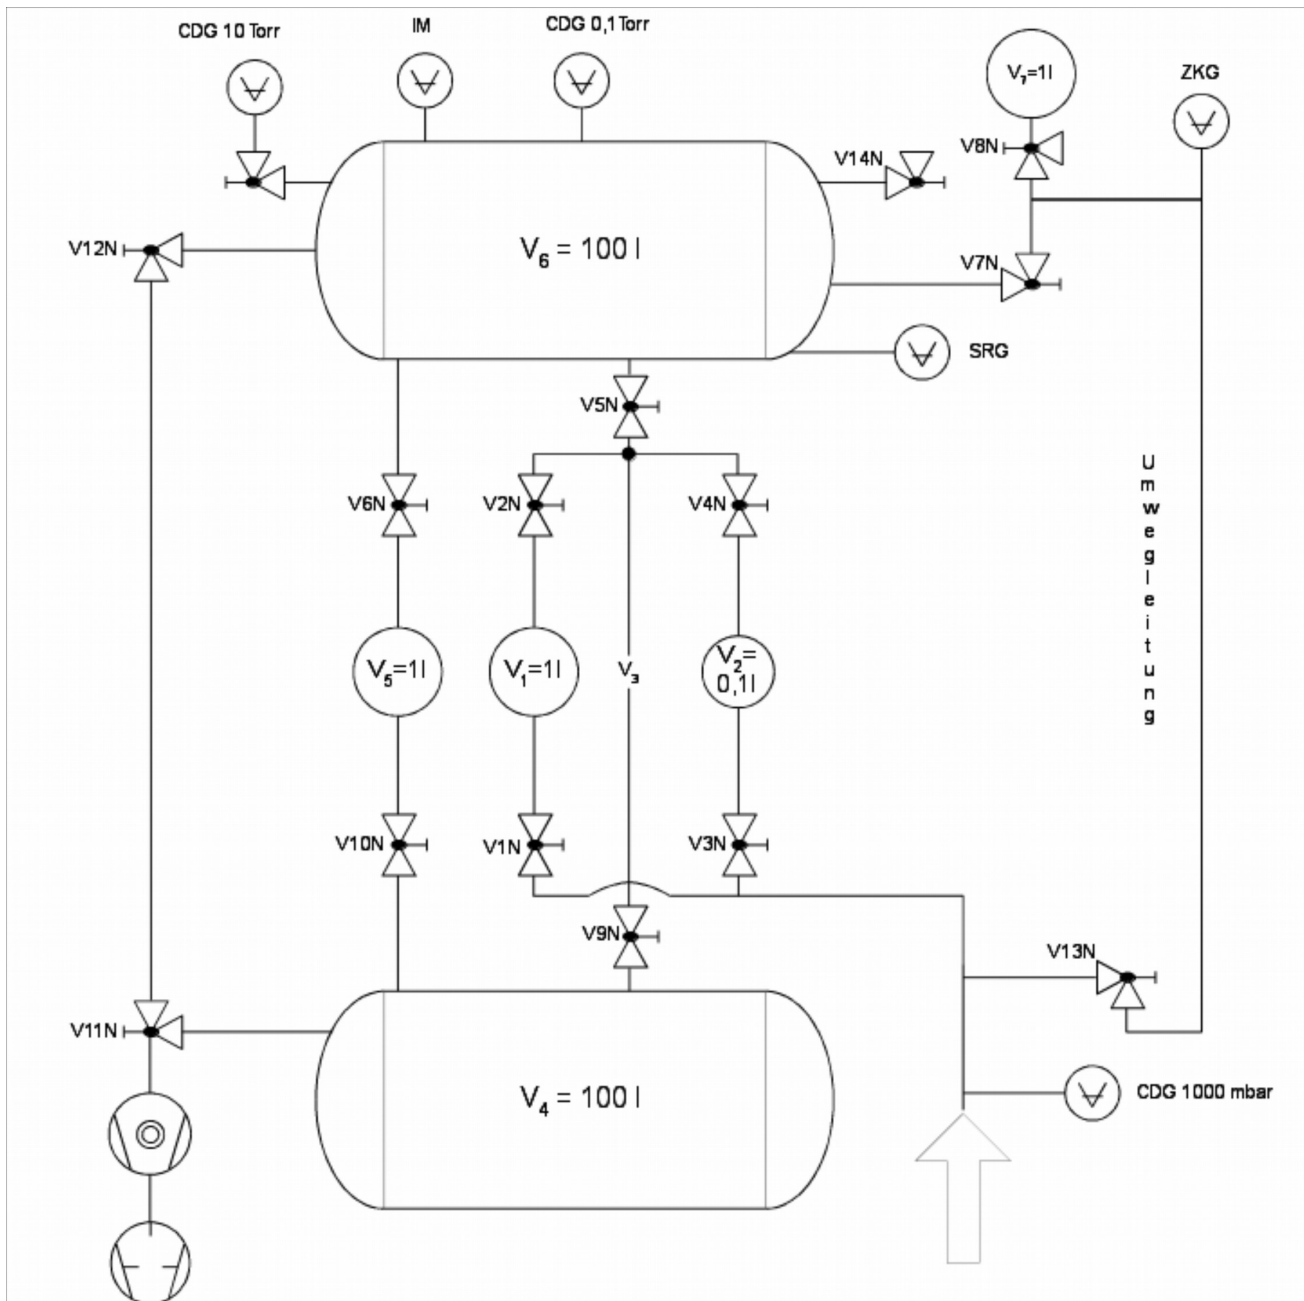 CDG 10 Torr
IM
CDG 0,1Torr
V7=1l
ZKG
V8N
V14N
V12N
V6 = 100 l
V7N
SRG
V5N
V6N
V2N
V4N
Umwegleitung
V5=1l
V1=1l
V3
V2=
0,1l
V10N
V1N
V3N
V9N
V13N
V11N
V4 = 100 l
CDG 1000 mbar